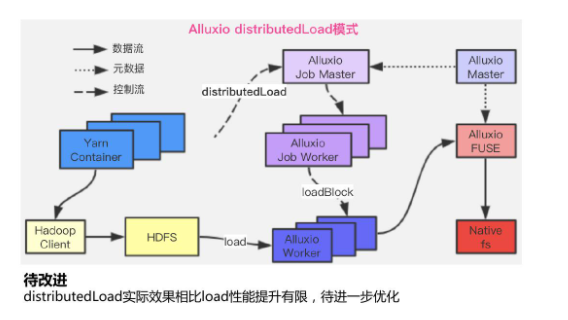 Alluxio distributedLoad模式
数据流
元数据
控制流
distributedLoad
Alluxio
Job Master
Alluxio
Master
Yarn
Container
Alluxio
Job Worker
Alluxio
FUSE
loadBlock
Hadoop
Client
HDFS
load
Alluxio
Worker
Native
fs
待改进
distributedLoad实际效果相比load性能提升有限，待进一步优化